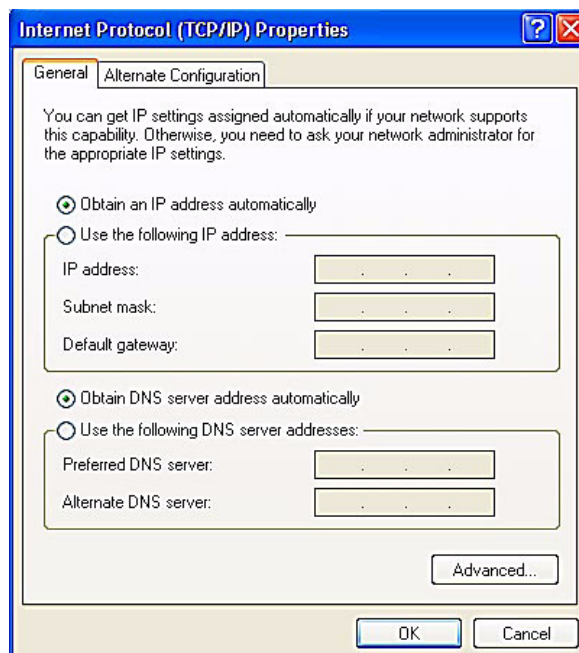 Internet Protocol (TCP/IP) Properties
General
Alternate Configuration
You can get IP settings assigned automatically if your network supports
this capability. Otherwise, you need to ask your network administrator for
the appropriate IP settings.
Obtain an IP address automatically
Use the following IP address:
IP address:
Subnet mask:
Default gateway:
Obtain DNS server address automatically
Use the following DNS server addresses:
Preferred DNS server:
Alternate DNS server:
Advanced...
OK
Cancel